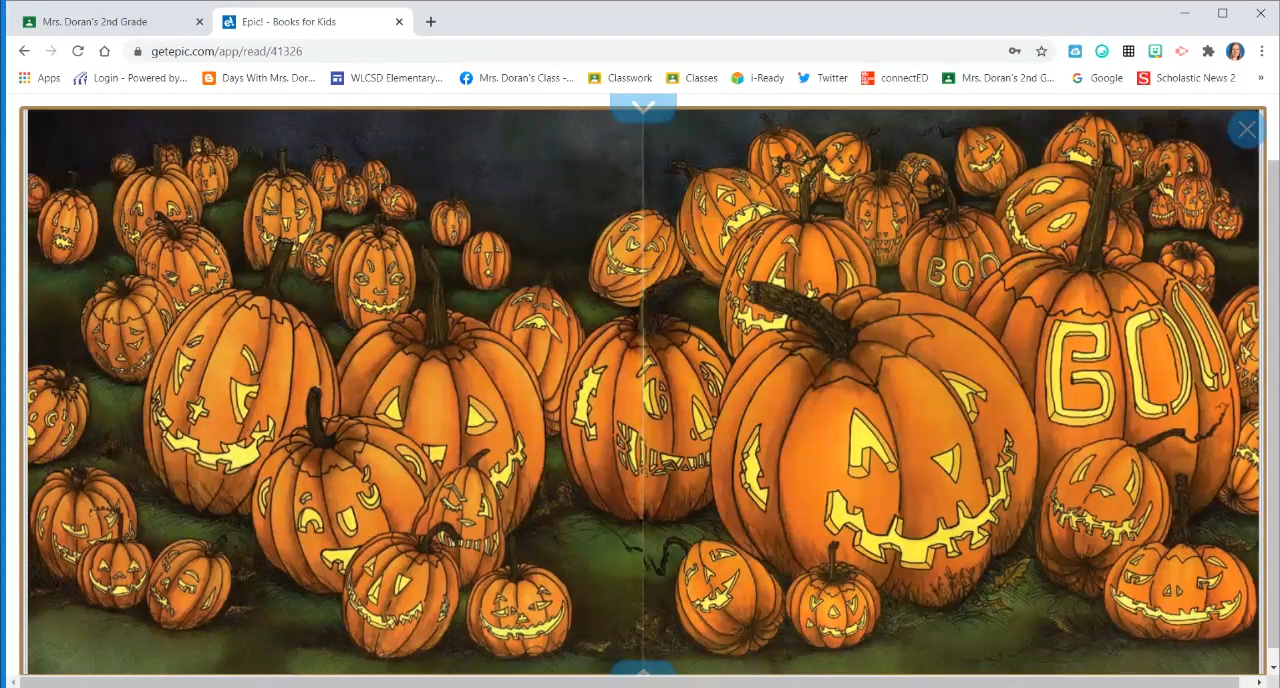 Mrs. Doran's 2nd Grade
Epic! - Books for Kids
getepic.com/app/read/41326
Apps
Login - Powered by...
Days With Mrs. Dor...
WLCSD Elementary...
Mrs. Doran's Class -...
Classwork
Classes
i-Ready
Twitter
connectED
Mrs. Doran's 2nd G...
Google
Scholastic News 2
»
BOO
BOO